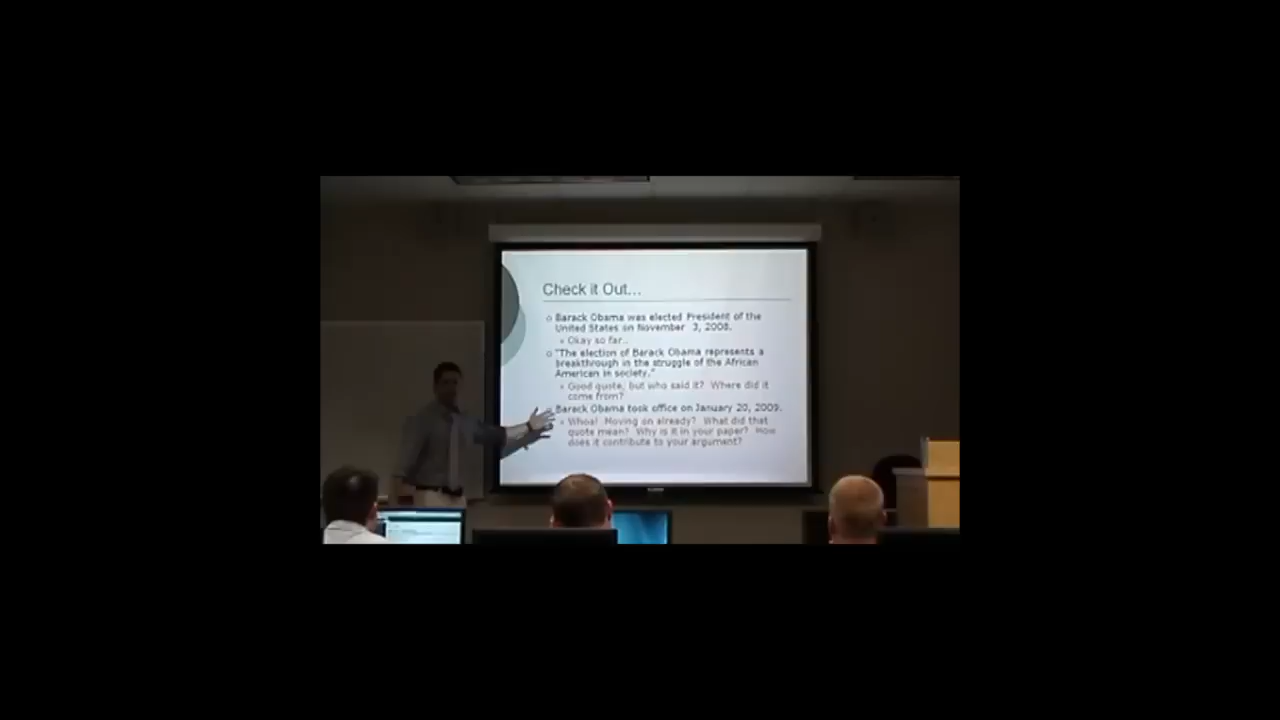 Check it Out...
Barack Obama was elected President of the
United States on November 3, 2008.
Okay so far..
"The election of Barack Obama represents a
breakthrough in the struggle of the African
American in society."
Good quote, but who said it? Where did it
come from?
Barack Obama took office on January 20, 2009.
Whoa! Moving on already? What did that
quote mean? Why is it in your paper? How
does it contribute to your argument?